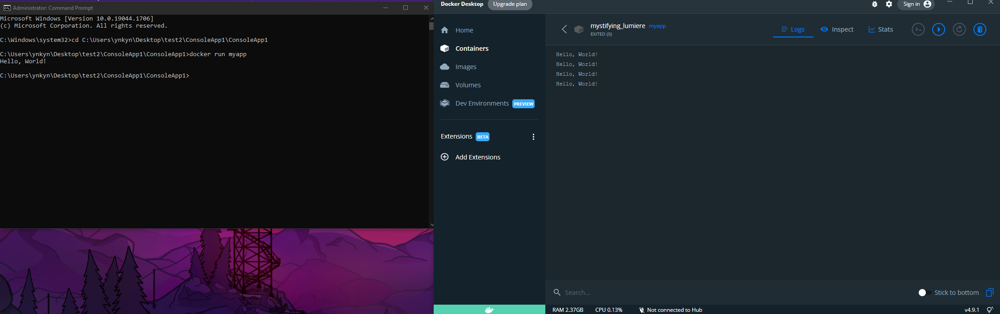 Administrator: Command Prompt
Microsoft Windows [Version 10.0.19044.1706]
(c) Microsoft Corporation. All rights reserved.
C:\Windows\system32>cd C:\Users\ynkyn\Desktop\test2\ConsoleApp1\ConsoleApp1
C:\Users\ynkyn\Desktop\test2\ConsoleApp1\ConsoleApp1>docker run myapp
Hello, World!
C:\Users\ynkyn\Desktop\test2\ConsoleApp1\ConsoleApp1>
Docker Desktop Upgrade plan Sign in
Home
Containers
Images
Volumes
Dev Environments PREVIEW
Extensions BETA
Add Extensions
mystifying_lumiere myapp
EXITED (0)
Logs Inspect Stats
Hello, World!
Hello, World!
Hello, World!
Hello, World!
Search...
Stick to bottom
RAM 2.37GB CPU 0.13% Not connected to Hub v4.9.1